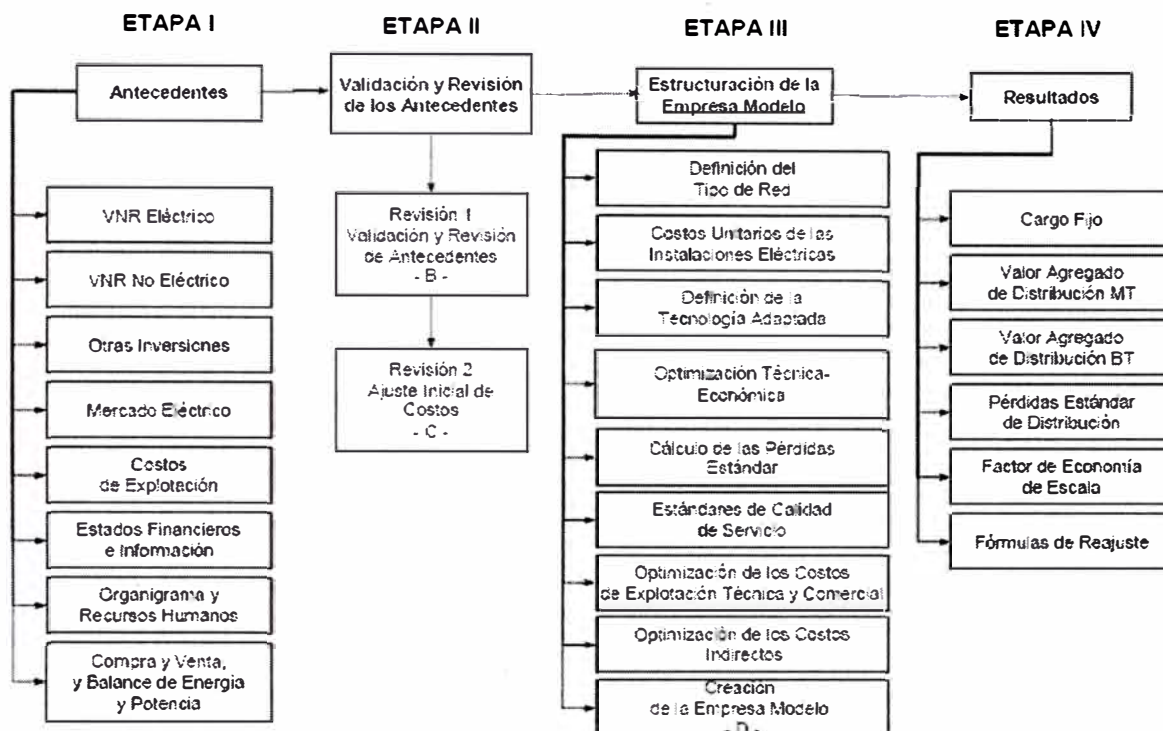 ETAPA I
Antecedentes
VNR Eléctrico
VNR No Eléctrico
Otras Inversiones
Mercado Eléctrico
Costos
de Explotación
Estados Financieros
e Información
Organigrama y
Recursos Humanos
Compra y Venta,
y Balance de Energia
y Potencia
ETAPA II
Validación y Revisión
de los Antecedentes
Revisión 1
Validación y Revisión
de Antecedentes
- B -
Revisión 2
Ajuste Inicial de
Costos
- C -
ETAPA III
Estructuración de la
Empresa Modelo
Definición del
Tipo de Red
Costos Unitarios de las
Instalaciones Eléctricas
Definición de la
Tecnología Adaptada
Optimización Técnica-
Económica
Cálculo de las Pérdidas
Estándar
Estándares de Calidad
de Servicio
Optimización de los Costos
de Explotación Técnica y Comercial
Optimización de los Costos
Indirectos
Creación
de la Empresa Modelo
- D -
ETAPA IV
Resultados
Cargo Fijo
Valor Agregado
de Distribución MT
Valor Agregado
de Distribución BT
Pérdidas Estándar
de Distribución
Factor de Economía
de Escala
Fórmulas de Reajuste